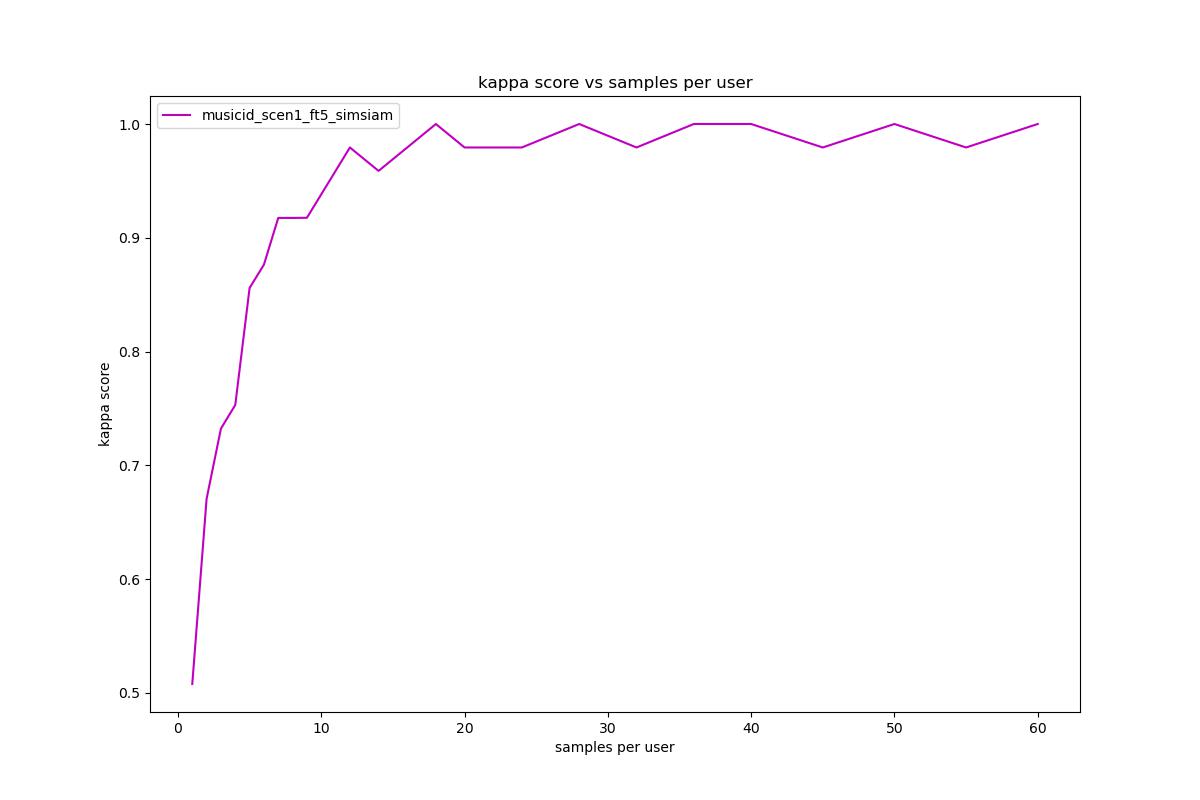 kappa score vs samples per user
musicid_scen1_ft5_simsiam
1.0
0.9
0.8
0.7
0.6
0.5
kappa score
0 10 20 30 40 50 60
samples per user